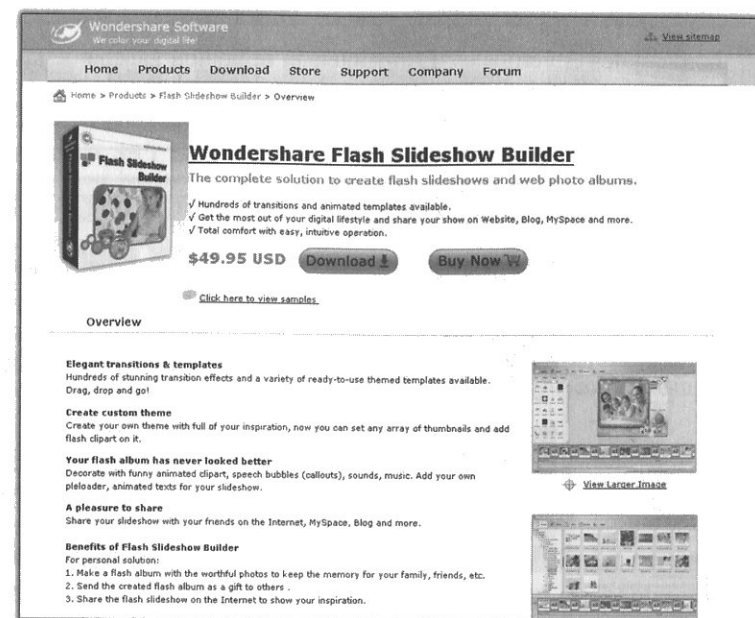 Wondershare Software
We color your digital life!
View sitemap
Home Products Download Store Support Company Forum
Home > Products > Flash Slideshow Builder > Overview
Flash Slideshow
Builder
Wondershare Flash Slideshow Builder
The complete solution to create flash slideshows and web photo albums.
√ Hundreds of transitions and animated templates available.
√ Get the most out of your digital lifestyle and share your show on Website, Blog, MySpace and more.
√ Total comfort with easy, intuitive operation.
$49.95 USD Download Buy Now
Click here to view samples
Overview
Elegant transitions & templates
Hundreds of stunning transition effects and a variety of ready-to-use themed templates available.
Drag, drop and go!
Create custom theme
Create your own theme with full of your inspiration, now you can set any array of thumbnails and add
flash clipart on it.
Your flash album has never looked better
Decorate with funny animated clipart, speech bubbles (callouts), sounds, music. Add your own
pleloader, animated texts for your slideshow.
View Larger Image
A pleasure to share
Share your slideshow with your friends on the Internet, MySpace, Blog and more.
Benefits of Flash Slideshow Builder
For personal solution:
1. Make a flash album with the worthful photos to keep the memory for your family, friends, etc.
2. Send the created flash album as a gift to others .
3. Share the flash slideshow on the Internet to show your inspiration.